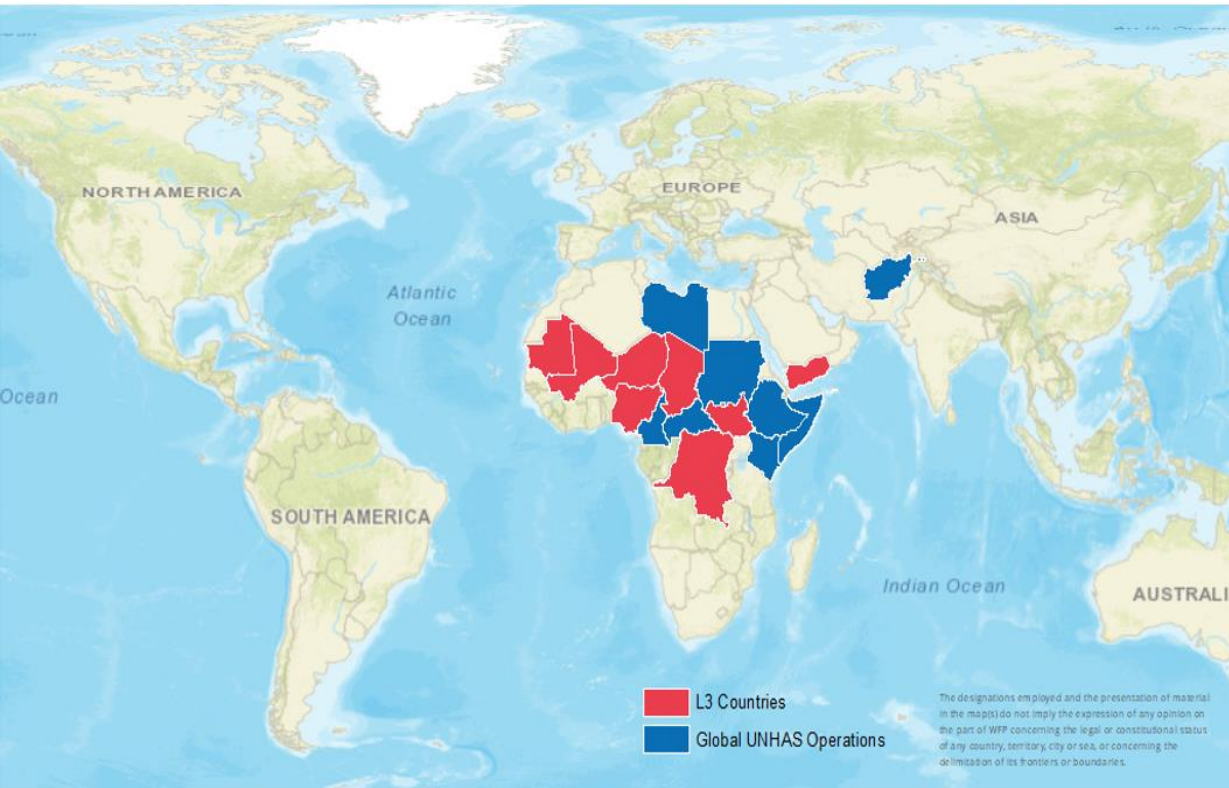 NORTH AMERICA
EUROPE
ASIA
Atlantic
Ocean
Ocean
SOUTH AMERICA
Indian Ocean
AUSTRALI
L3 Countries
Global UNHAS Operations
The designations employed and the presentation of material
in the map(s) do not imply the expression of any opinion on
the part of WFP concerning the legal or constitutional status
of any country, territory, city or sea, or concerning the
delimitation of its frontiers or boundaries.